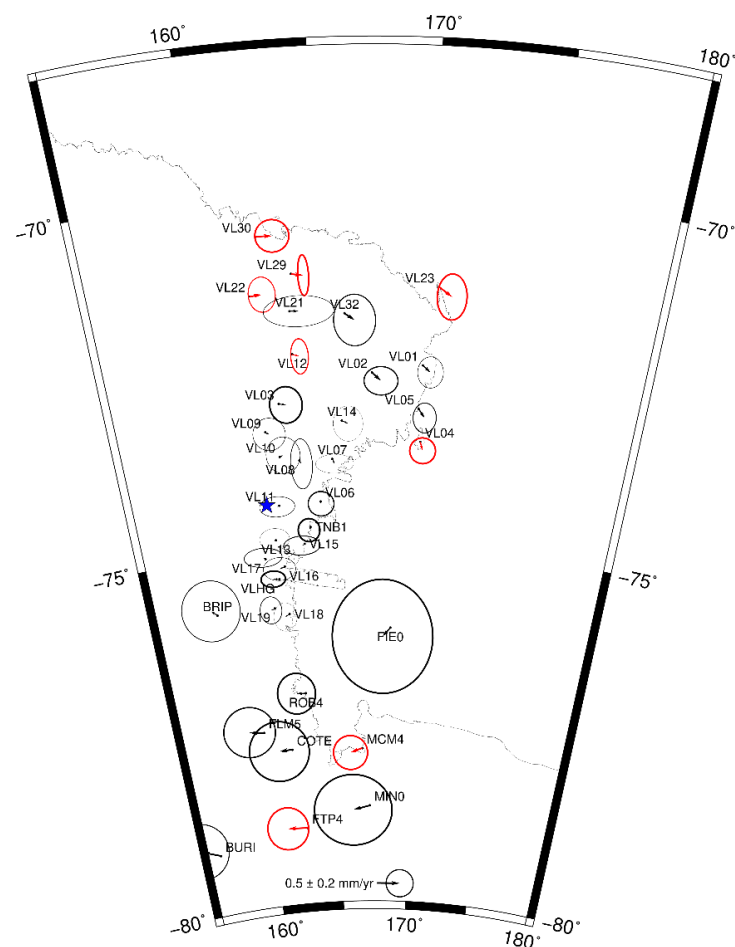 170°
160°
180°
−70°
−70°
VL30
VL29
VL23
VL22
VL21
VL32
VL12
VL02
VL01
VL03
VL05
VL14
VL09
VL04
VL10
VL07
VL08
VL11
VL06
TNB1
VL13
VL15
VL17
VL16
−75°
−75°
VLHG
BRIP
VL19
VL18
PIE0
ROB4
FLM5
COTE
MCM4
MIN0
FTP4
BURI
0.5 ± 0.2 mm/yr
−80°
160°
170°
180°
−80°